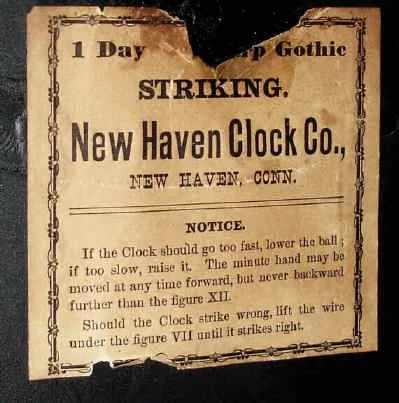 1 Day Gothic
STRIKING.
New Haven Clock Co.,
NEW HAVEN, CONN.
NOTICE.
If the Clock should go too fast, lower the ball;
if too slow, raise it. The minute hand may be
moved at any time forward, but never backward
further than the figure XII.
Should the Clock strike wrong, lift the wire
under the figure VII until it strikes right.